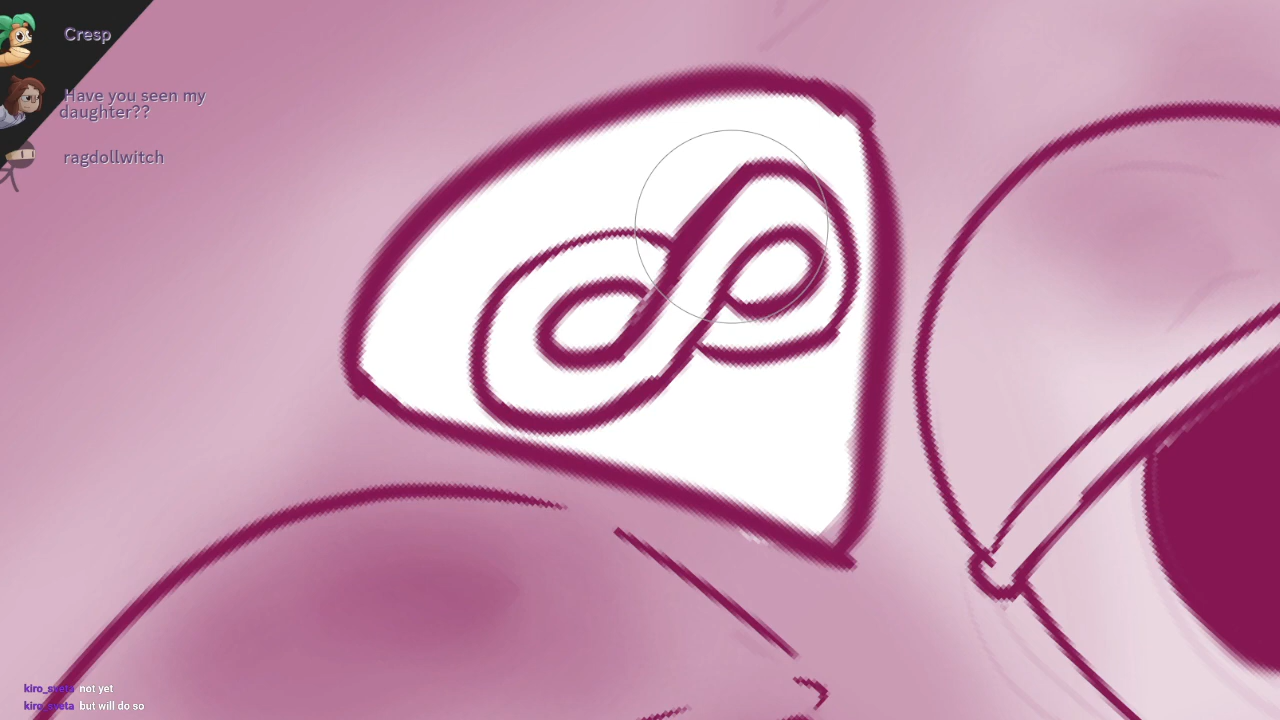 Cresp
Have you seen my
daughter??
ragdollwitch
kiro_sveta not yet
kiro_sveta but will do so